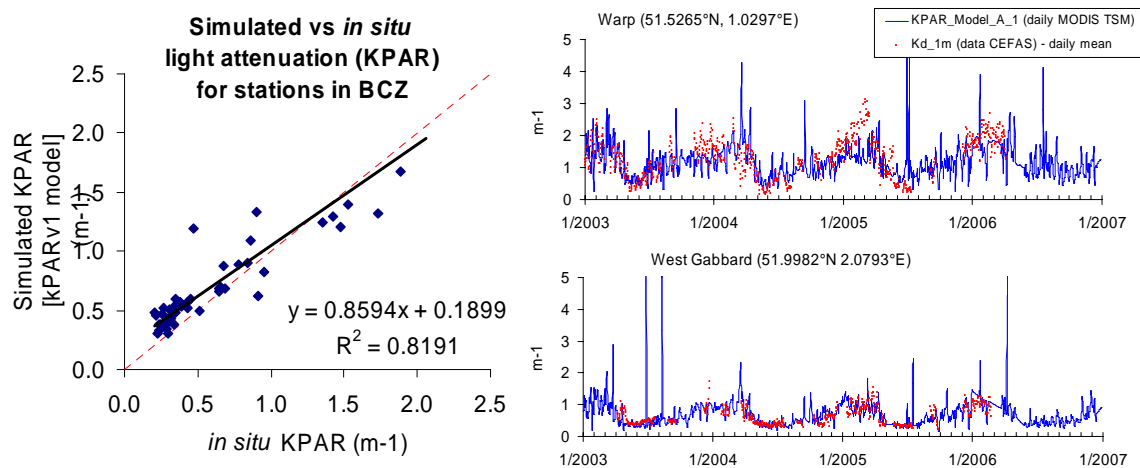 Simulated vs in situ
light attenuation (KPAR)
for stations in BCZ
Simulated KPAR
[kPARv1 model]
(m-1)
2.5
2.0
1.5
1.0
0.5
0.0
y = 0.8594x + 0.1899
R² = 0.8191
0.0 0.5 1.0 1.5 2.0 2.5
in situ KPAR (m-1)
Warp (51.5265°N, 1.0297°E)
KPAR_Model_A_1 (daily MODIS TSM)
Kd_1m (data CEFAS) - daily mean
m-1
5
4
3
2
1
0
1/2003 1/2004 1/2005 1/2006 1/2007
West Gabbard (51.9982°N 2.0793°E)
m-1
5
4
3
2
1
0
1/2003 1/2004 1/2005 1/2006 1/2007